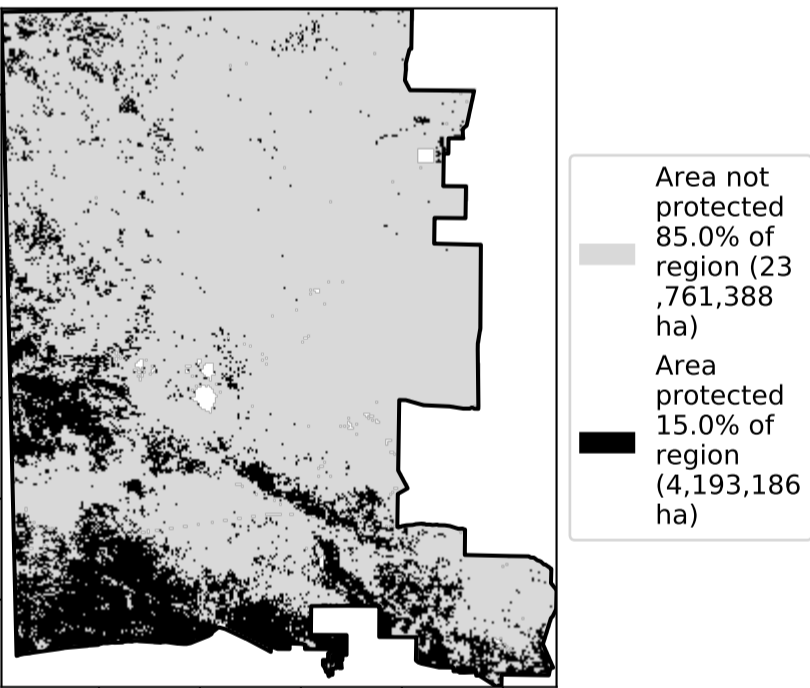 Area not
protected
85.0% of
region (23
,761,388
ha)
Area
protected
15.0% of
region
(4,193,186
ha)